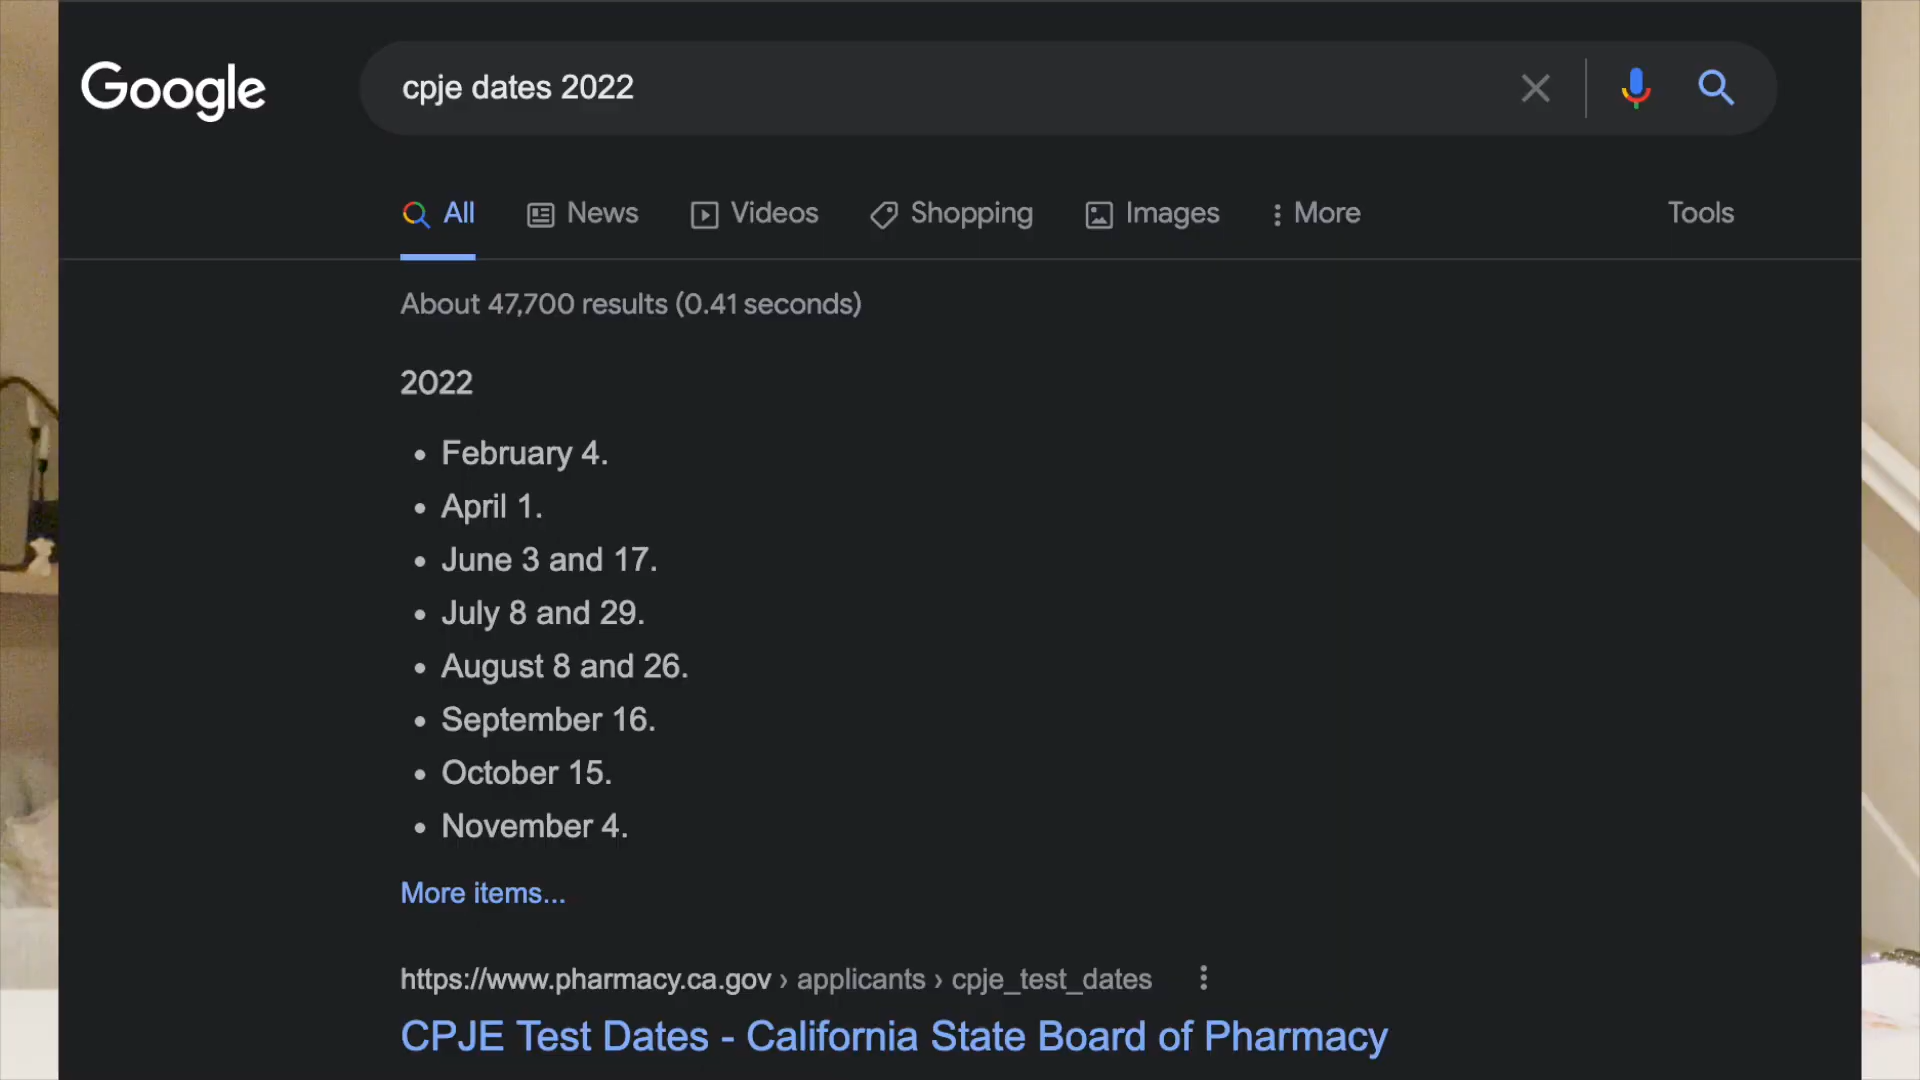 Google
cpje dates 2022
All News Videos Shopping Images More Tools
About 47,700 results (0.41 seconds)
2022
• February 4.
• April 1.
• June 3 and 17.
• July 8 and 29.
• August 8 and 26.
• September 16.
• October 15.
• November 4.
More items...
https://www.pharmacy.ca.gov › applicants › cpje_test_dates
CPJE Test Dates - California State Board of Pharmacy